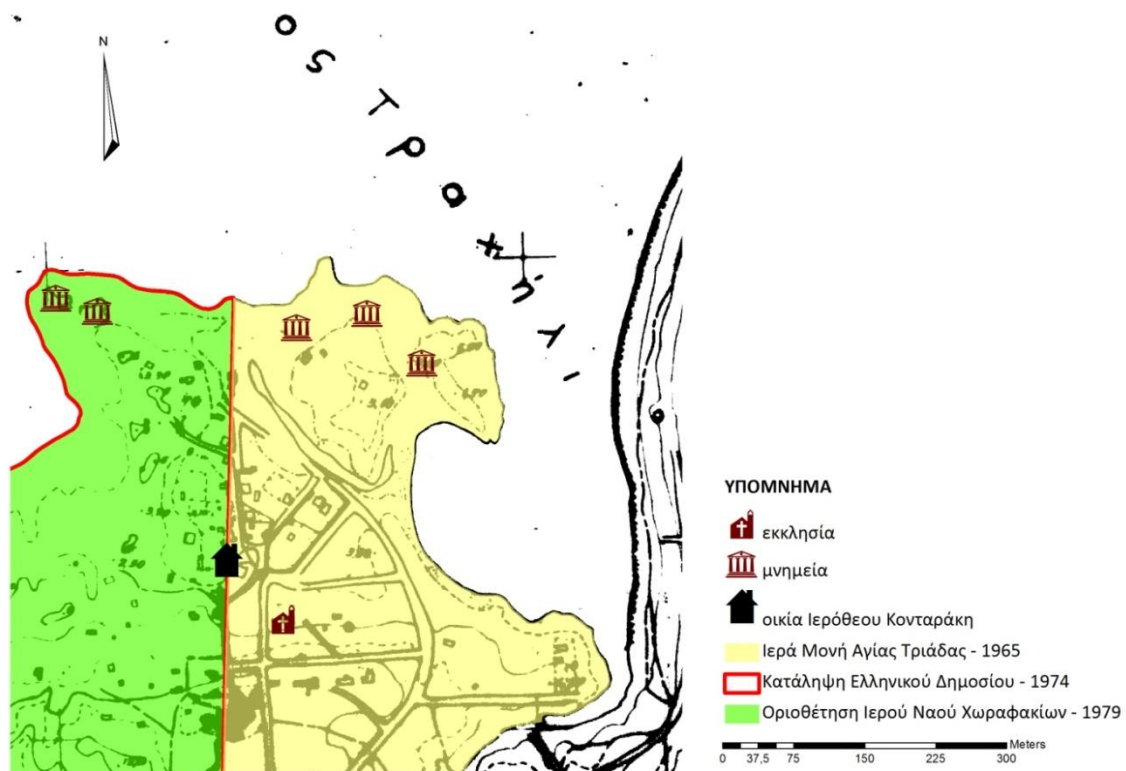 N
Οστραχήλι
ΥΠΟΜΝΗΜΑ
εκκλησία
μνημεία
οικία Ιερόθεου Κονταράκη
Ιερά Μονή Αγίας Τριάδας - 1965
Κατάληψη Ελληνικού Δημοσίου - 1974
Οριοθέτηση Ιερού Ναού Χωραφακίων - 1979
Meters
0 37,5 75 150 225 300